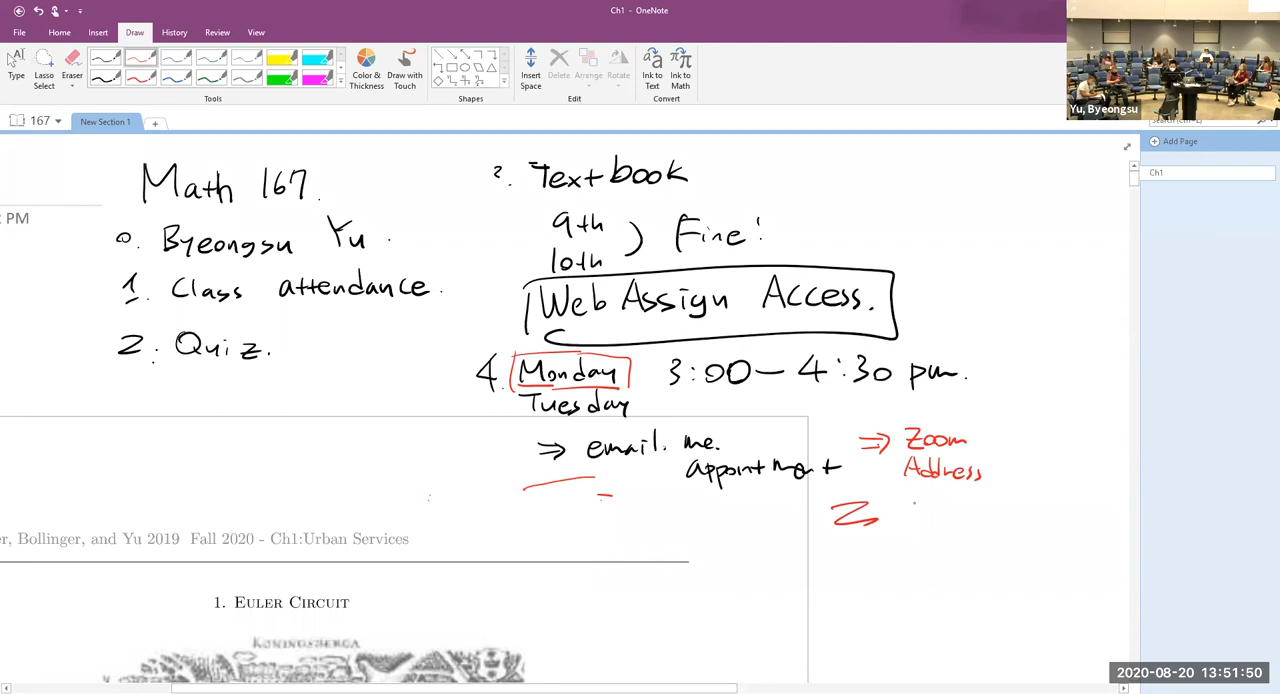 Ch1 - OneNote
File Home Insert Draw History Review View
Type
Lasso Select
Eraser
Color & Thickness
Draw with Touch
Insert Space
Delete
Arrange
Rotate
Ink to Text
Ink to Math
Tools
Shapes
Edit
Convert
Yu, Byeongsu
167
New Section 1
Search (Ctrl+E)
Add Page
Ch1
2 PM
Math 167.
0. Byeongsu Yu.
1. Class attendance.
2. Quiz.
2. Textbook
9th
10th ) Fine!
Web Assign Access.
4. Monday 3:00 – 4:30 pm.
Tuesday
⇒ email. me.
appointment
⇒ Zoom
Address
er, Bollinger, and Yu 2019 Fall 2020 - Ch1:Urban Services
1. Euler Circuit
KONINGSBERGA
2020-08-20 13:51:50